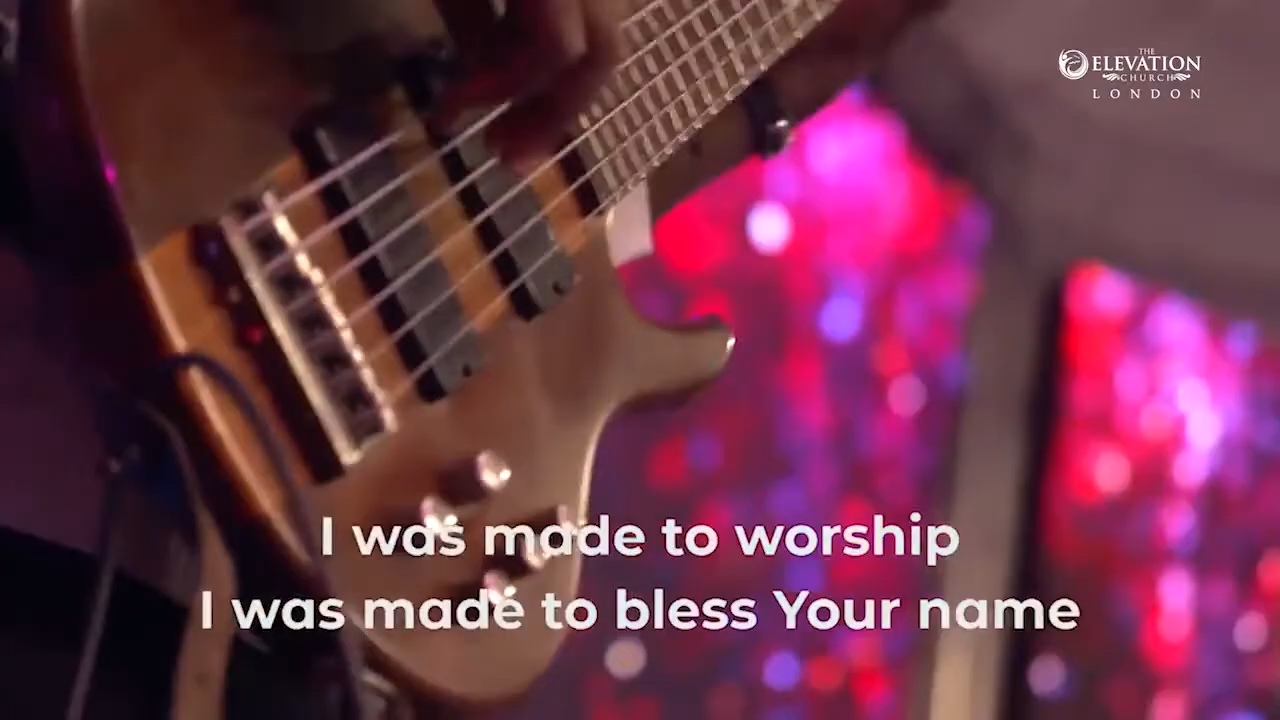 THE
ELEVATION
CHURCH
LONDON
I was made to worship
I was made to bless Your name